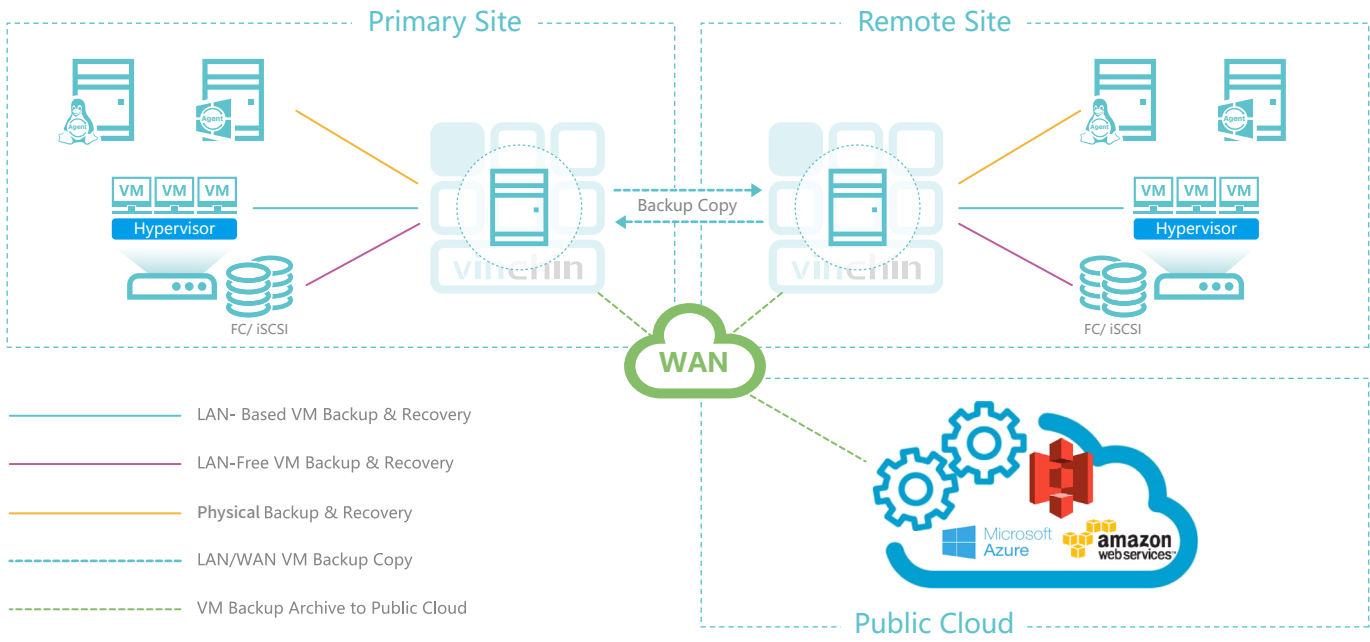 Primary Site
Remote Site
Agent
Agent
Agent
Agent
VM VM VM
Hypervisor
FC/ iSCSI
vinchin
Backup Copy
vinchin
VM VM VM
Hypervisor
FC/ iSCSI
WAN
LAN- Based VM Backup & Recovery
LAN-Free VM Backup & Recovery
Physical Backup & Recovery
LAN/WAN VM Backup Copy
VM Backup Archive to Public Cloud
Microsoft
Azure
amazon
webservices™
Public Cloud